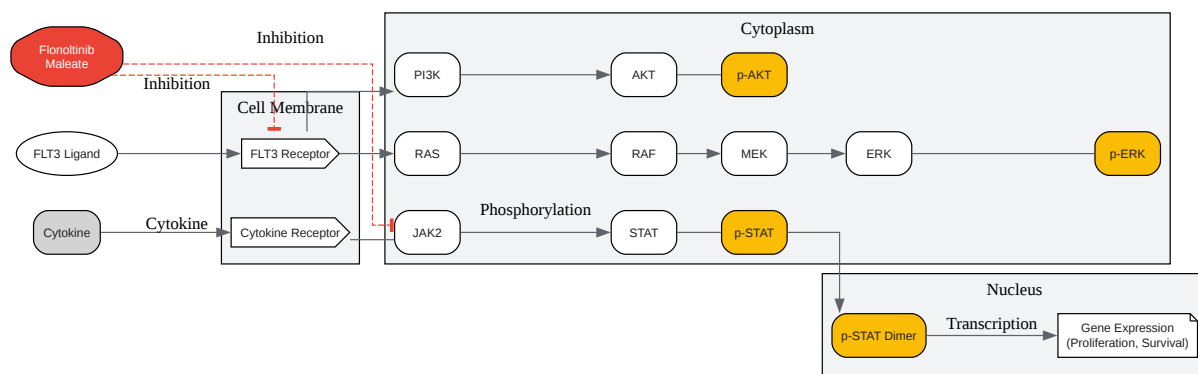 Cytoplasm
Inhibition
Flonoltinib
Maleate
PI3K
AKT
p-AKT
Inhibition
Cell Membrane
FLT3 Ligand
FLT3 Receptor
RAS
RAF
MEK
ERK
p-ERK
Phosphorylation
Cytokine
Cytokine
Cytokine Receptor
JAK2
STAT
p-STAT
Nucleus
Transcription
p-STAT Dimer
Gene Expression
(Proliferation, Survival)